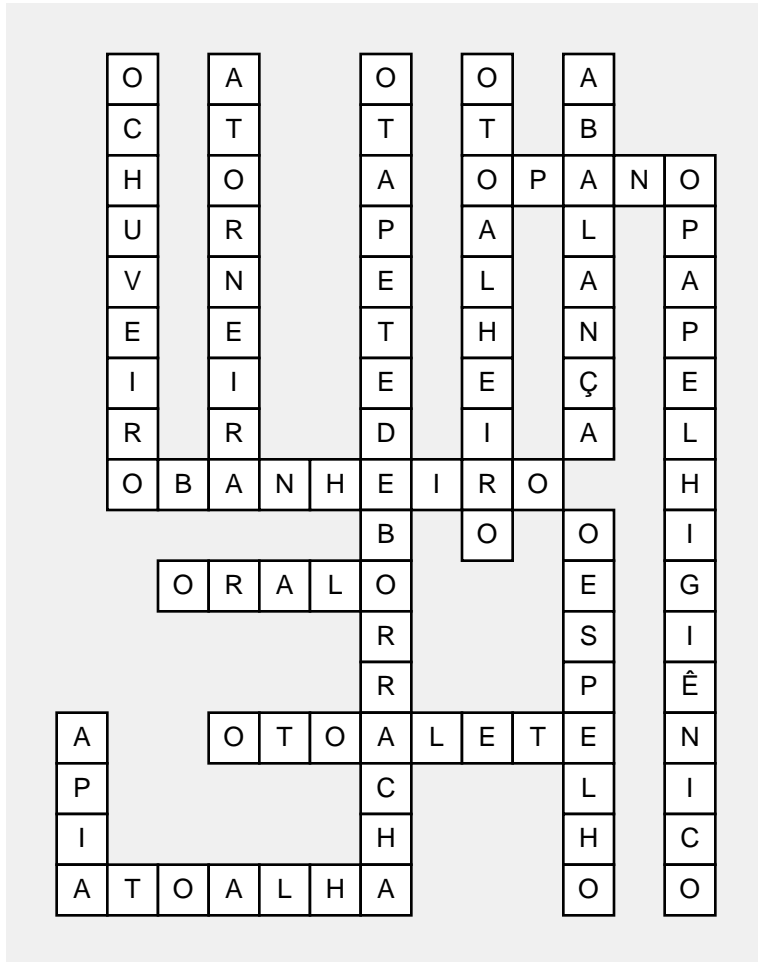 OCHUVEIRO
ATORNEIRA
OTAPETEDEBORRACHA
OTOALHEIRO
ABALANÇA
OPANO
OPAPELHIGIÊNICO
OBANHEIRO
OESPELHO
ORALO
OTOALETE
APIA
ATOALHA